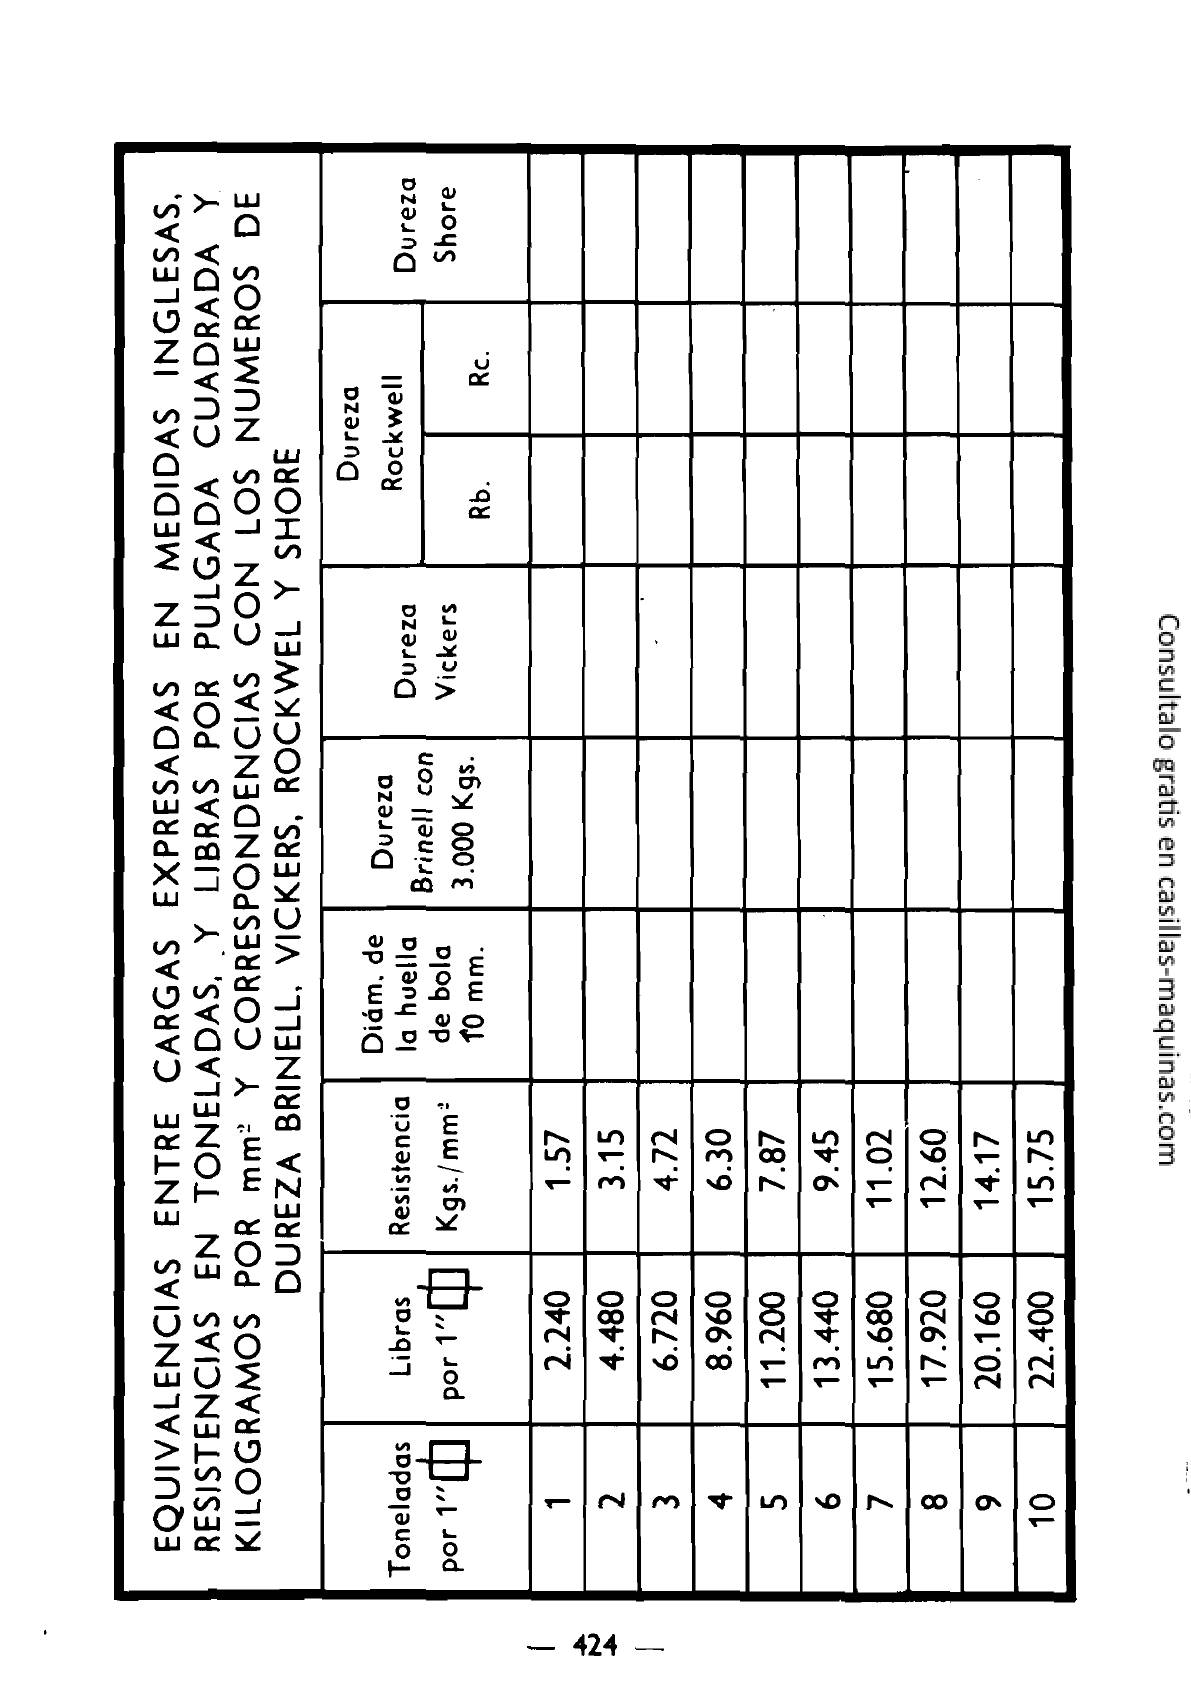 EQUIVALENCIAS ENTRE CARGAS EXPRESADAS EN MEDIDAS INGLESAS,
RESISTENCIAS EN TONELADAS, Y LIBRAS POR PULGADA CUADRADA Y
KILOGRAMOS POR mm² Y CORRESPONDENCIAS CON LOS NUMEROS DE
DUREZA BRINELL, VICKERS, ROCKWEL Y SHORE
Toneladas
por 1"
Libras
por 1"
Resistencia
Kgs./mm²
Diám. de
la huella
de bola
10 mm.
Dureza
Brinell con
3.000 Kgs.
Dureza
Vickers
Dureza
Rockwell
Rb.
Rc.
Dureza
Shore
1 2.240 1.57
2 4.480 3.15
3 6.720 4.72
4 8.960 6.30
5 11.200 7.87
6 13.440 9.45
7 15.680 11.02
8 17.920 12.60
9 20.160 14.17
10 22.400 15.75
— 424 —
Consultalo gratis en casillas-maquinas.com